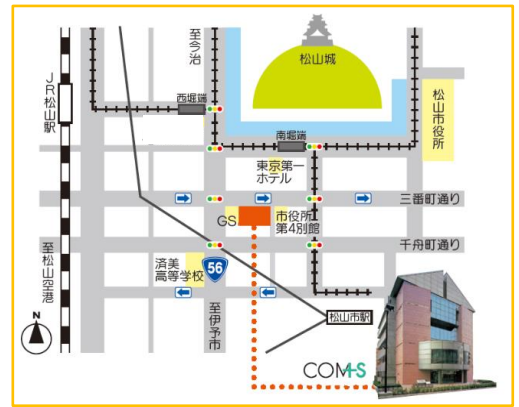 至今治
松山城
JR松山駅
西堀端
松山市役所
南堀端
東京第一
ホテル
三番町通り
GS
市役所
第4別館
千舟町通り
至松山空港
済美
高等学校
56
至伊予市
松山市駅
N
COMS